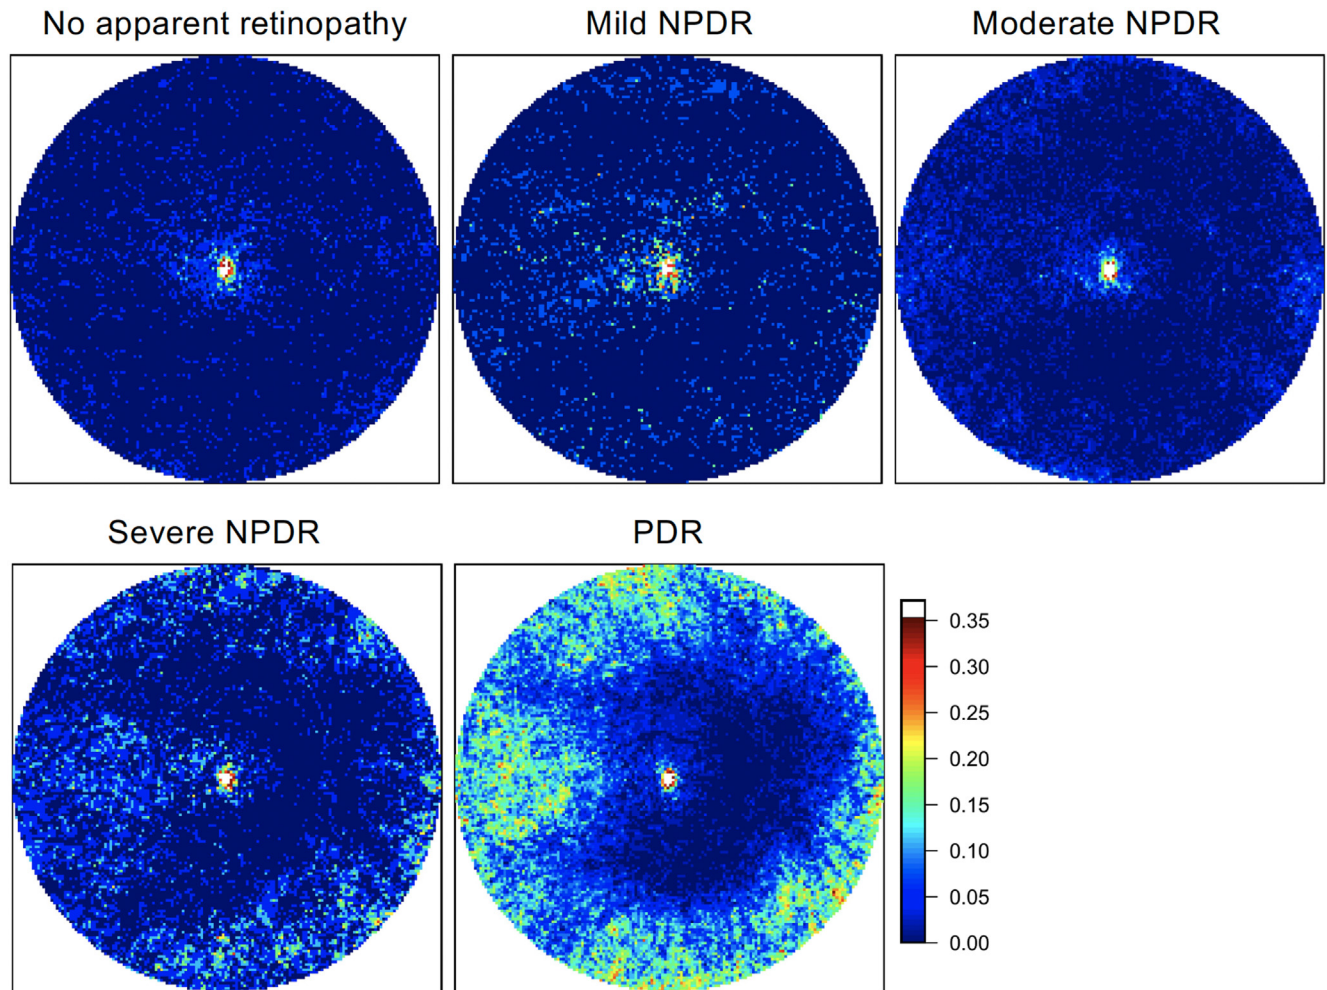 No apparent retinopathy
Mild NPDR
Moderate NPDR
Severe NPDR
PDR
0.35
0.30
0.25
0.20
0.15
0.10
0.05
0.00